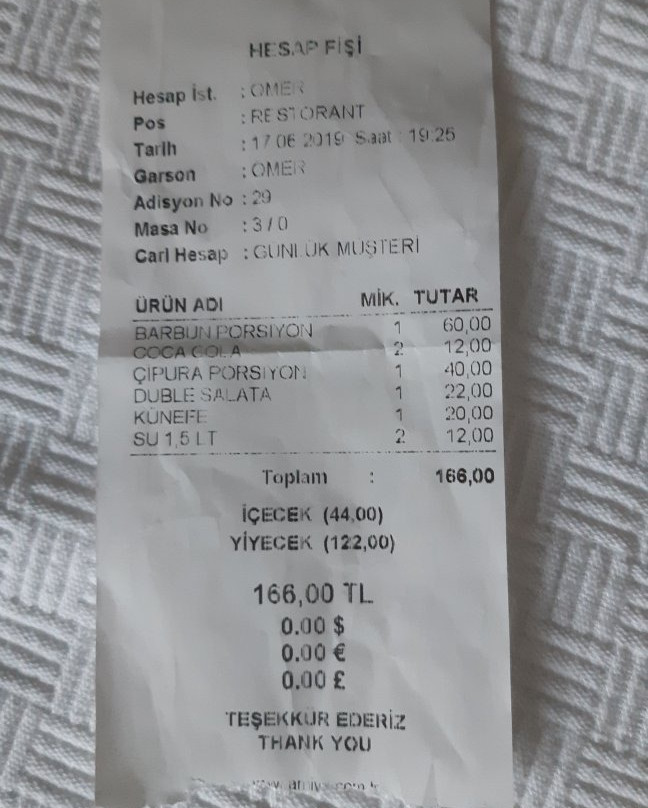 HESAP FİŞİ
Hesap İst. : OMER
Pos : RESTORANT
Tarih : 17.06.2019 Saat : 19:25
Garson : OMER
Adisyon No : 29
Masa No : 3 / 0
Cari Hesap : GUNLUK MUŞTERİ
ÜRÜN ADI MİK. TUTAR
BARBUN PORSIYON 1 60,00
COCA COLA 2 12,00
ÇİPURA PORSIYON 1 40,00
DUBLE SALATA 1 22,00
KÜNEFE 1 20,00
SU 1,5 LT 2 12,00
Toplam : 166,00
İÇECEK (44,00)
YİYECEK (122,00)
166,00 TL
0.00 $
0.00 €
0.00 £
TEŞEKKÜR EDERİZ
THANK YOU